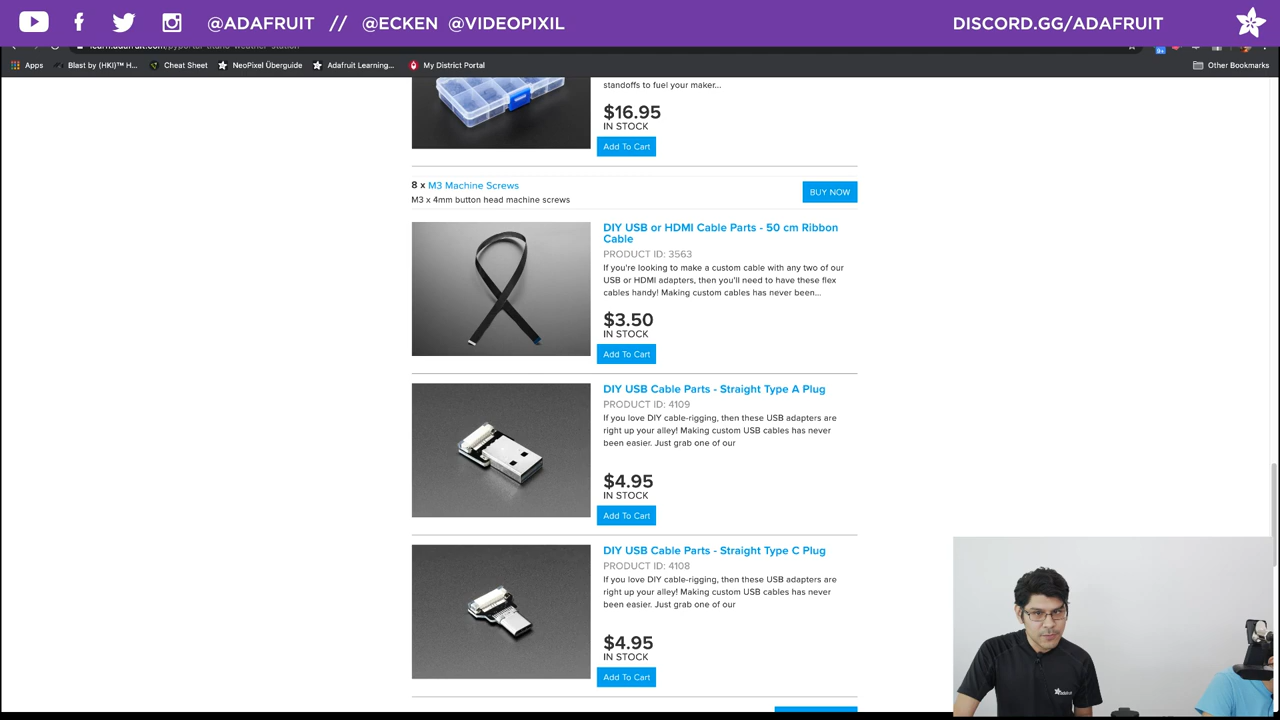 @ADAFRUIT // @ECKEN @VIDEOPIXIL
DISCORD.GG/ADAFRUIT
learn.adafruit.com/pyportal-titano-weather-station
Apps
Blast by (HKI)™ H...
Cheat Sheet
NeoPixel Überguide
Adafruit Learning...
My District Portal
Other Bookmarks
standoffs to fuel your maker...
$16.95
IN STOCK
Add To Cart
8 x M3 Machine Screws
M3 x 4mm button head machine screws
BUY NOW
DIY USB or HDMI Cable Parts - 50 cm Ribbon
Cable
PRODUCT ID: 3563
If you're looking to make a custom cable with any two of our
USB or HDMI adapters, then you'll need to have these flex
cables handy! Making custom cables has never been...
$3.50
IN STOCK
Add To Cart
DIY USB Cable Parts - Straight Type A Plug
PRODUCT ID: 4109
If you love DIY cable-rigging, then these USB adapters are
right up your alley! Making custom USB cables has never
been easier. Just grab one of our
$4.95
IN STOCK
Add To Cart
DIY USB Cable Parts - Straight Type C Plug
PRODUCT ID: 4108
If you love DIY cable-rigging, then these USB adapters are
right up your alley! Making custom USB cables has never
been easier. Just grab one of our
$4.95
IN STOCK
Add To Cart